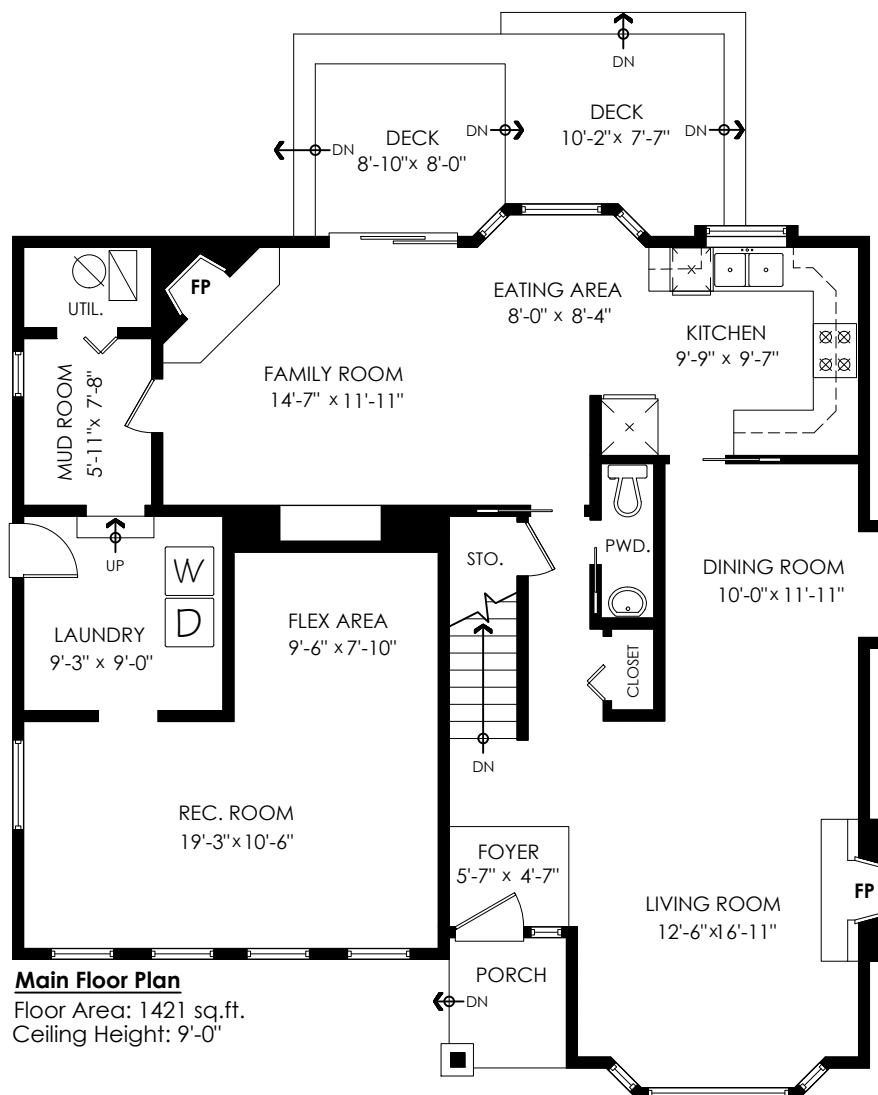 DN
DECK
10'-2" x 7'-7"
DN
DN
DECK
8'-10" x 8'-0"
DN
FP
UTIL.
EATING AREA
8'-0" x 8'-4"
KITCHEN
9'-9" x 9'-7"
FAMILY ROOM
14'-7" x 11'-11"
MUD ROOM
5'-11" x 7'-8"
UP
W
D
LAUNDRY
9'-3" x 9'-0"
FLEX AREA
9'-6" x 7'-10"
STO.
PWD.
DINING ROOM
10'-0" x 11'-11"
CLOSET
DN
REC. ROOM
19'-3" x 10'-6"
FOYER
5'-7" x 4'-7"
LIVING ROOM
12'-6" x 16'-11"
FP
PORCH
DN
Main Floor Plan
Floor Area: 1421 sq.ft.
Ceiling Height: 9'-0"